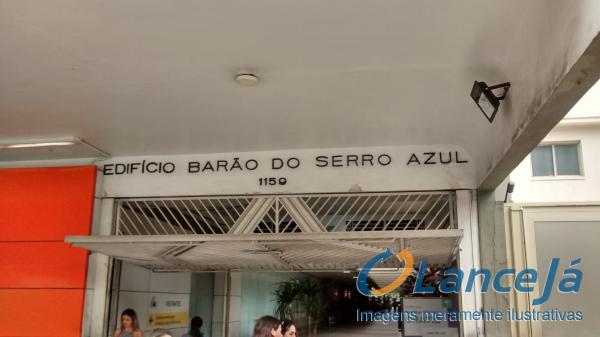 EDIFÍCIO BARÃO DO SERRO AZUL
1159
LanceJá
Imagens meramente ilustrativas